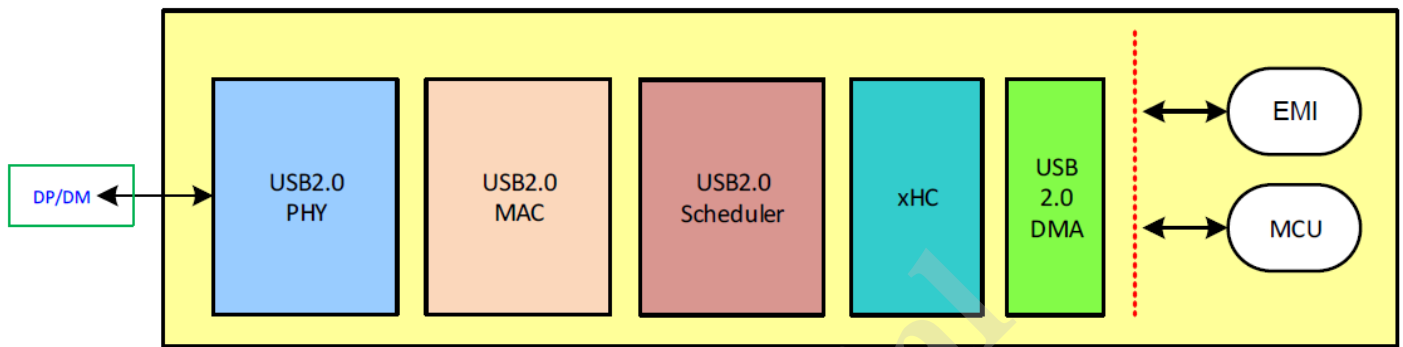 DP/DM
USB2.0
PHY
USB2.0
MAC
USB2.0
Scheduler
xHC
USB
2.0
DMA
EMI
MCU